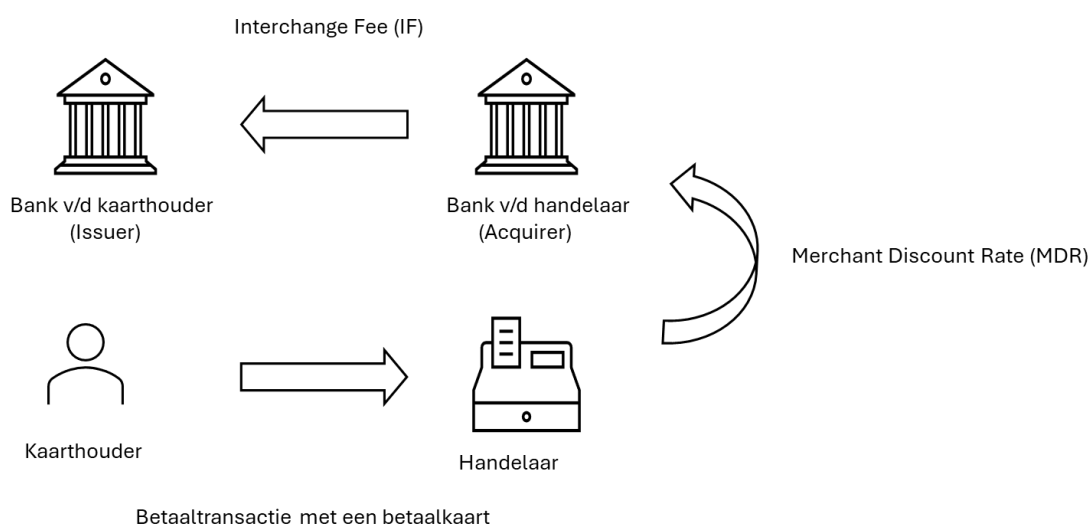 Interchange Fee (IF)
Bank v/d kaarthouder
(Issuer)
Bank v/d handelaar
(Acquirer)
Merchant Discount Rate (MDR)
Kaarthouder
Handelaar
Betaaltransactie met een betaalkaart